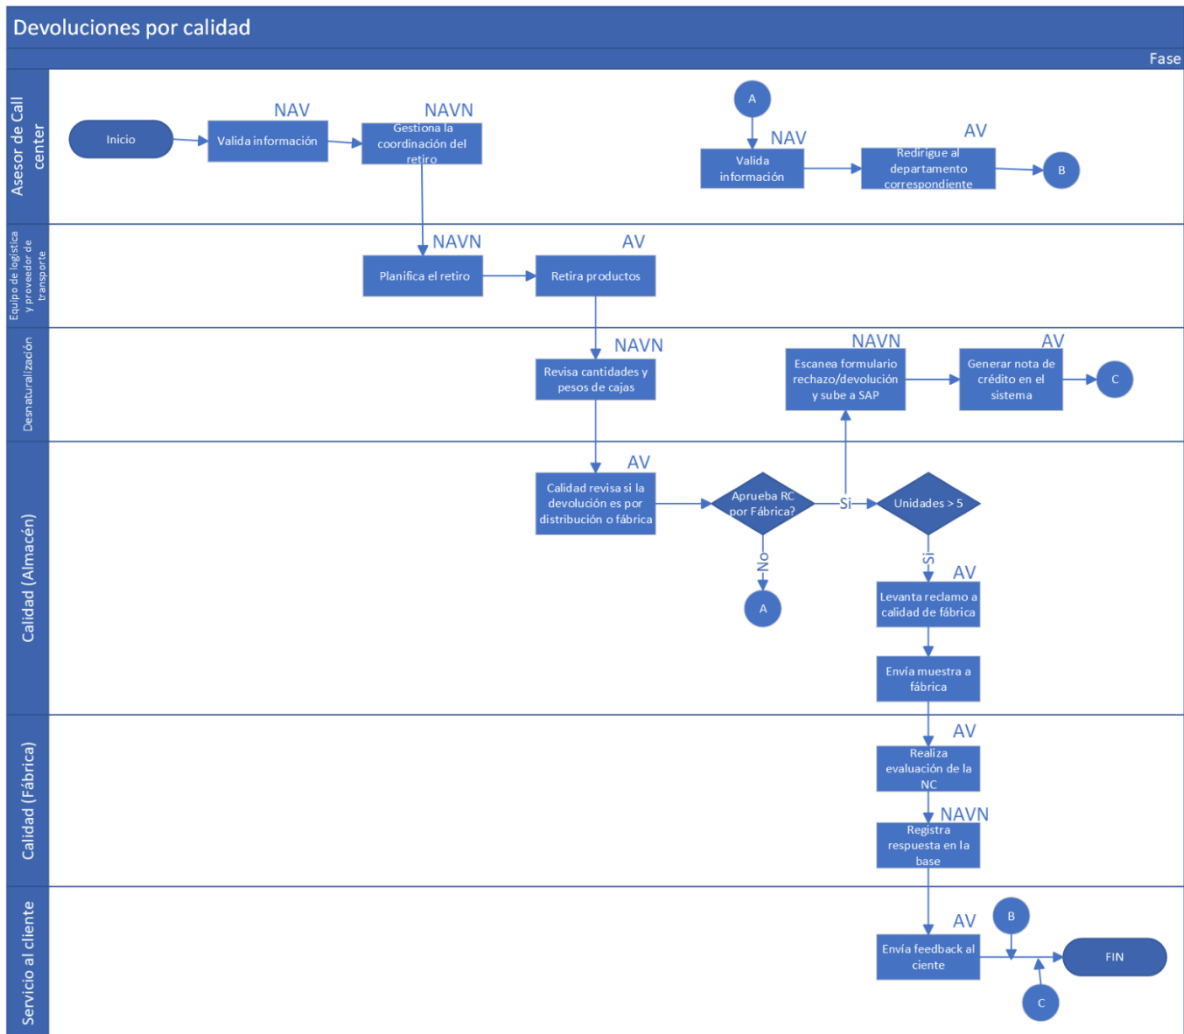 Devoluciones por calidad
Fase
Asesor de Call
center
Inicio
NAV
Valida información
NAVN
Gestiona la
coordinación del
retiro
A
NAV
Valida
información
AV
Redirigue al
departamento
correspondiente
B
Equipo de logística
y proveedor de
transporte
NAVN
Planifica el retiro
AV
Retira productos
Desnaturalización
NAVN
Revisa cantidades y
pesos de cajas
NAVN
Escanea formulario
rechazo/devolución
y sube a SAP
AV
Generar nota de
crédito en el
sistema
C
Calidad (Almacén)
AV
Calidad revisa si la
devolución es por
distribución o fábrica
Aprueba RC
por Fábrica?
Si
Unidades > 5
No
A
Si
AV
Levanta reclamo a
calidad de fábrica
Envía muestra a
fábrica
Calidad (Fábrica)
AV
Realiza
evaluación de la
NC
NAVN
Registra
respuesta en la
base
Servicio al cliente
AV
Envía feedback al
ciente
B
C
FIN